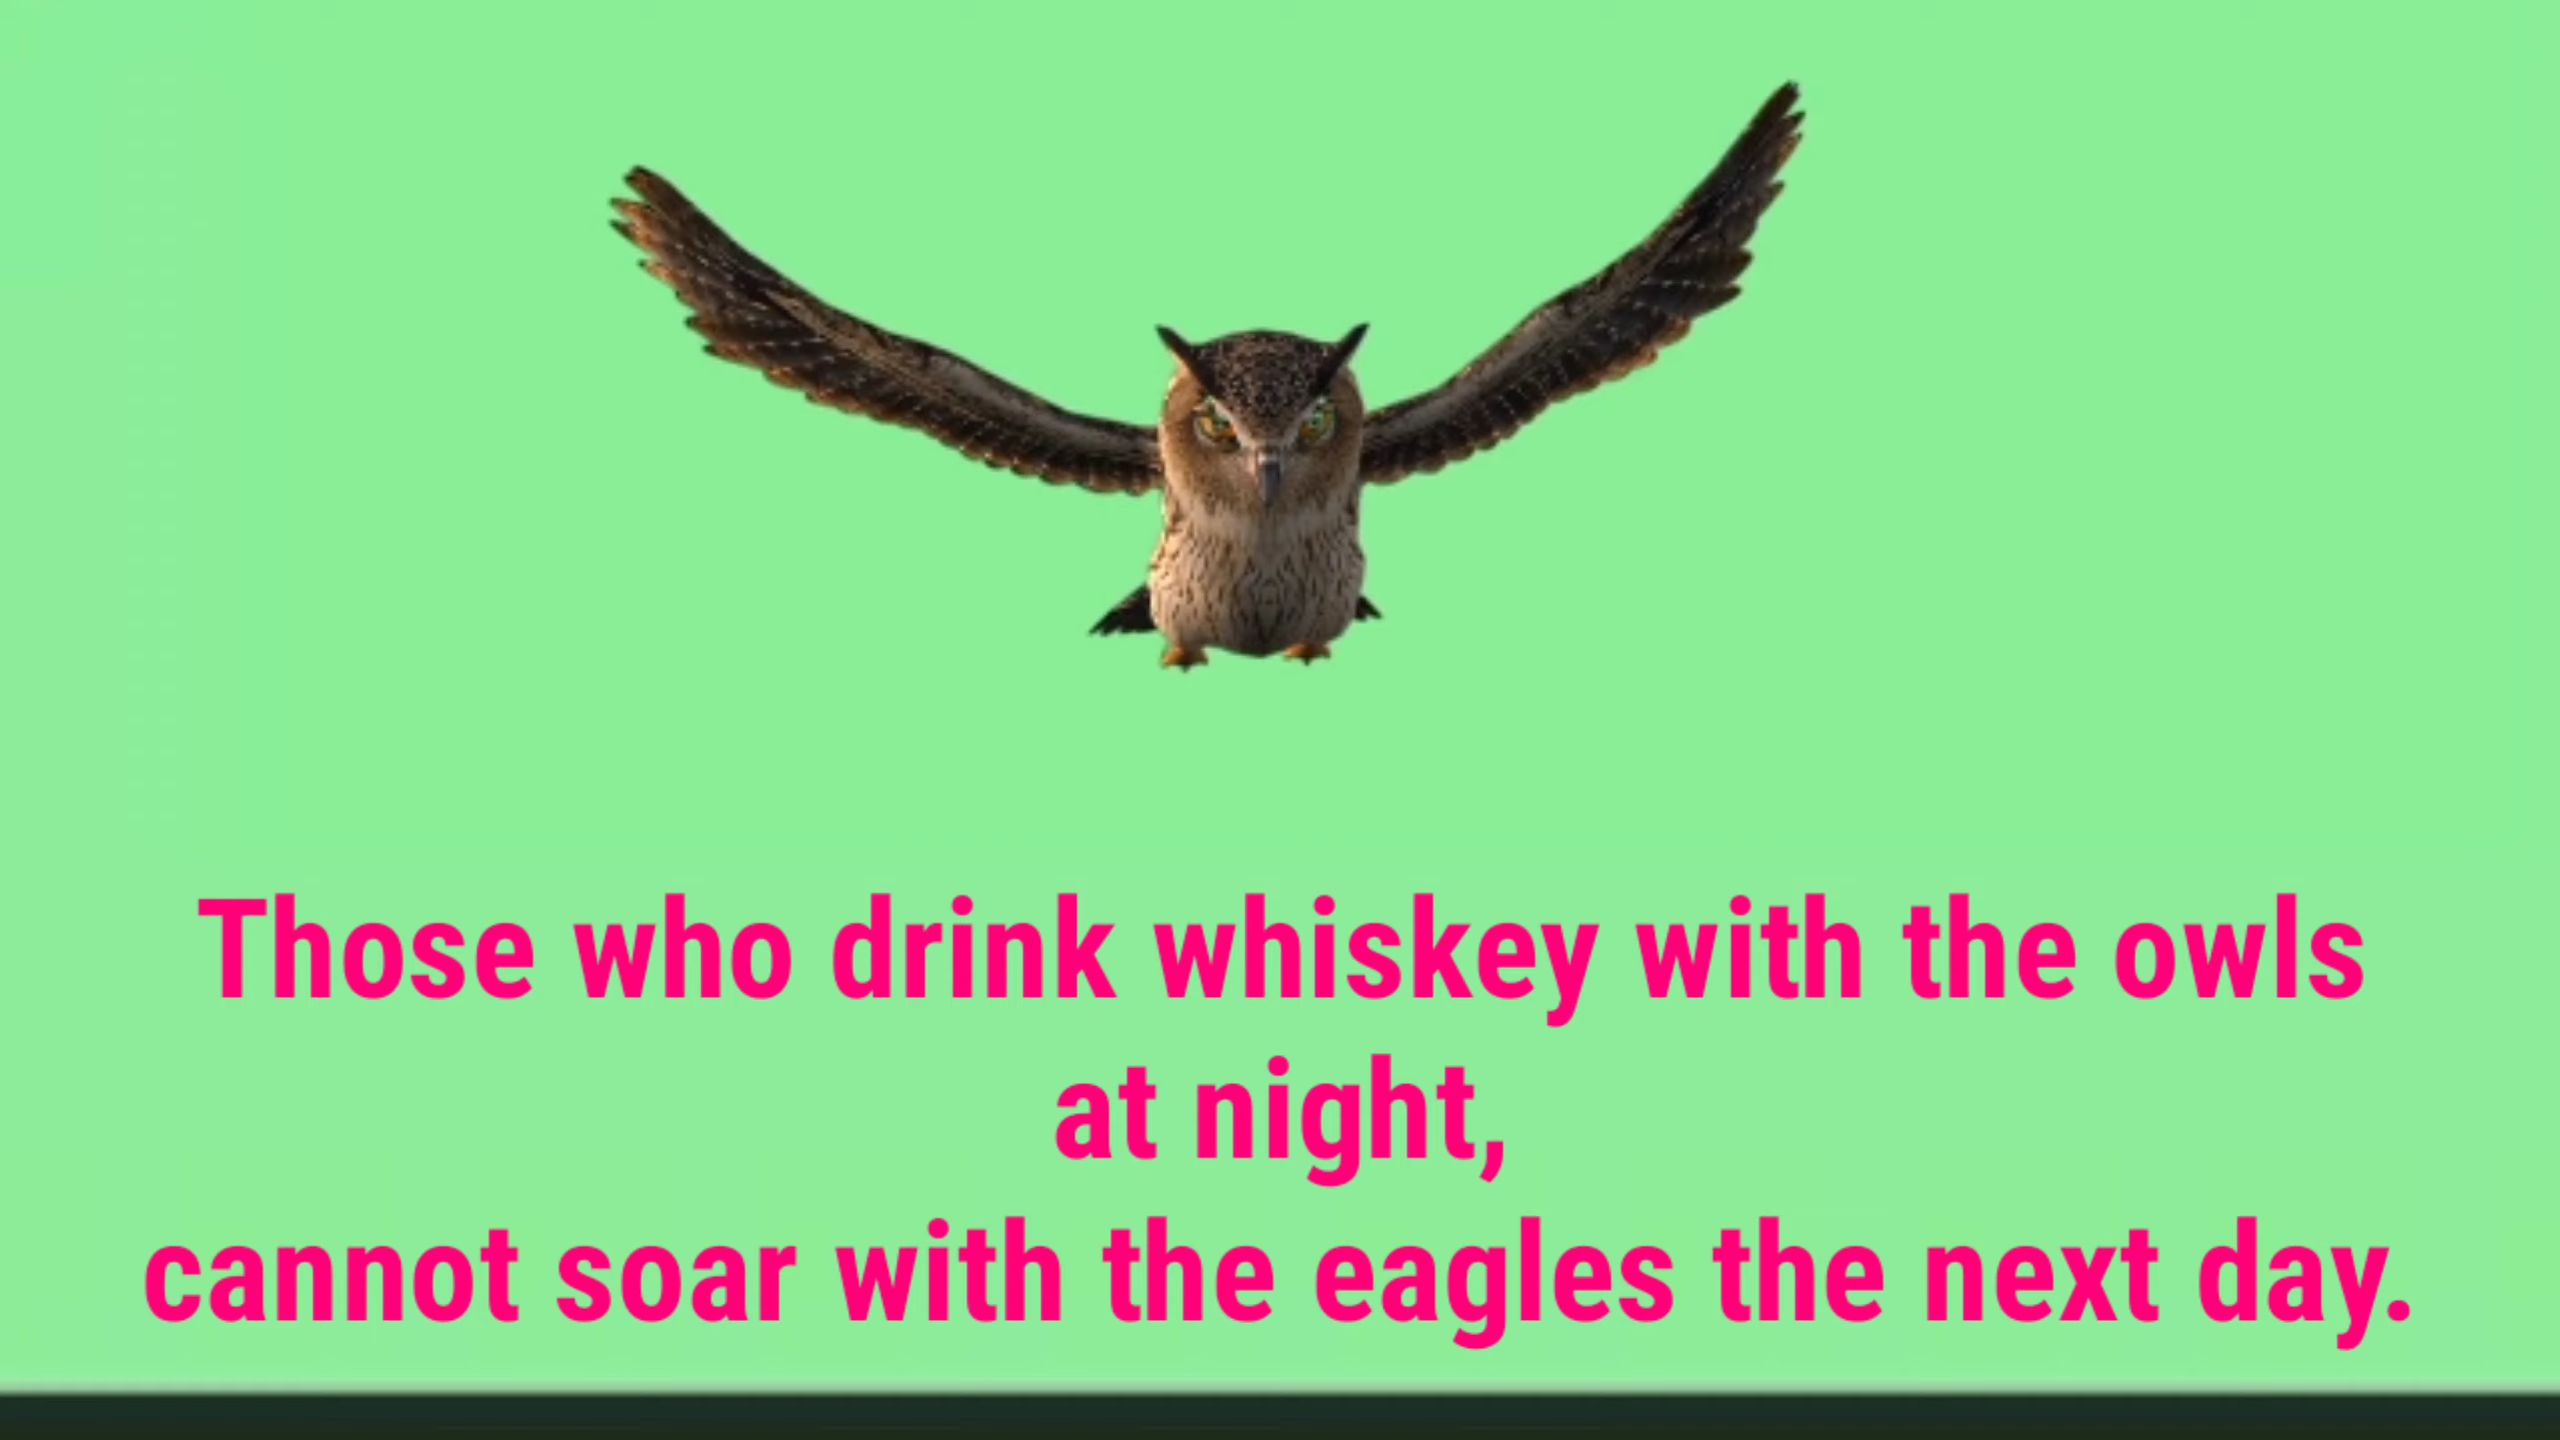 Those who drink whiskey with the owls
at night,
cannot soar with the eagles the next day.